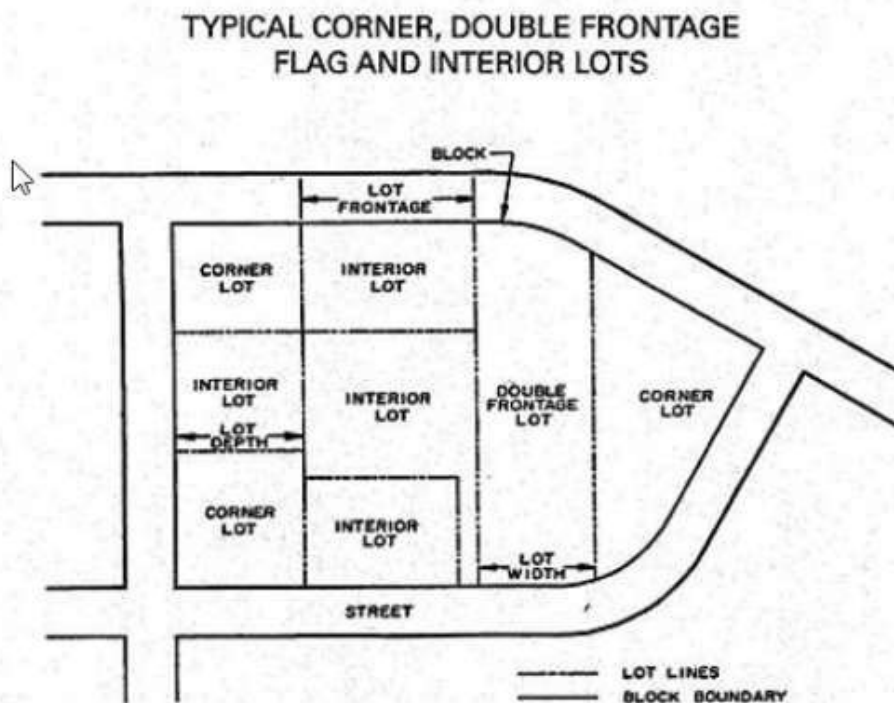 TYPICAL CORNER, DOUBLE FRONTAGE
FLAG AND INTERIOR LOTS
BLOCK
LOT
FRONTAGE
CORNER
LOT
INTERIOR
LOT
INTERIOR
LOT
LOT
DEPTH
INTERIOR
LOT
DOUBLE
FRONTAGE
LOT
CORNER
LOT
CORNER
LOT
INTERIOR
LOT
LOT
WIDTH
STREET
LOT LINES
BLOCK BOUNDARY